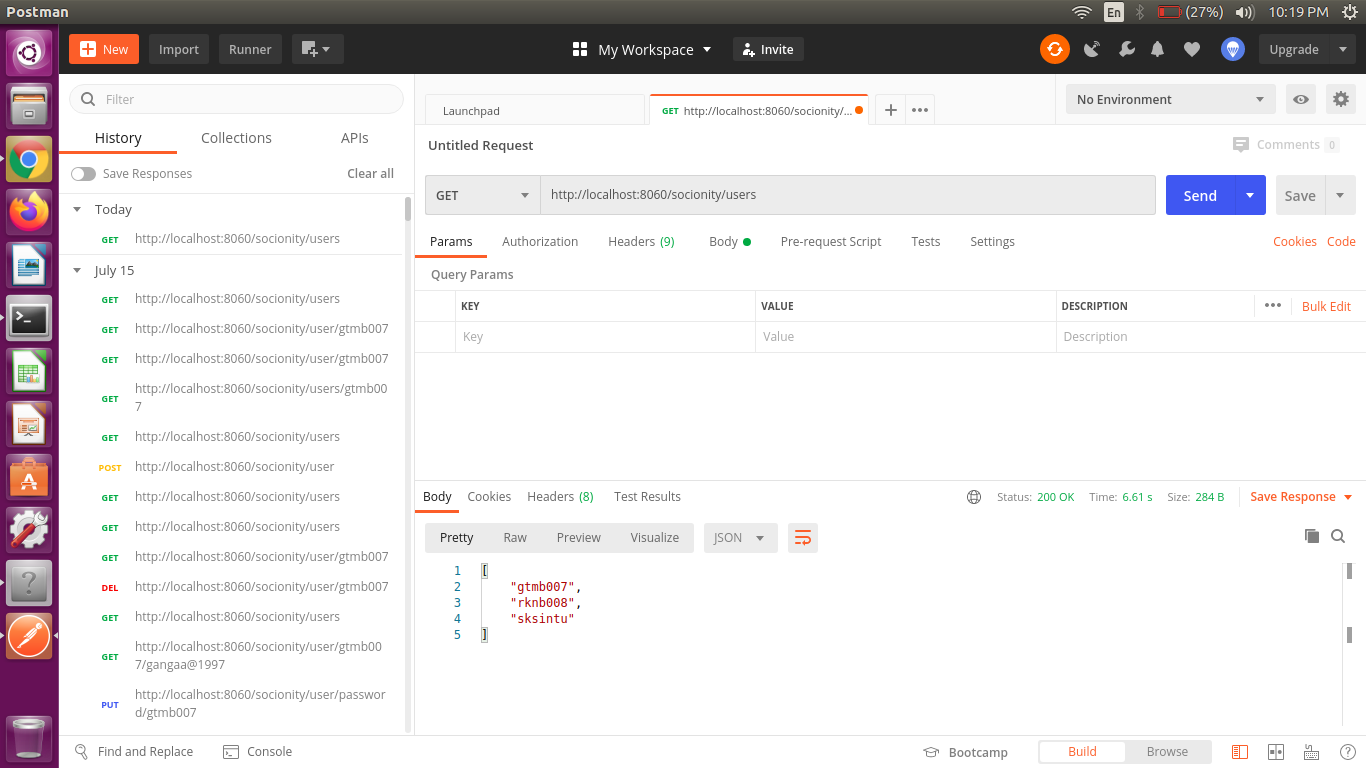 Postman
En
(27%)
10:19 PM
New
Import
Runner
My Workspace
Invite
Upgrade
Filter
History
Collections
APIs
Save Responses
Clear all
Today
GET http://localhost:8060/socionity/users
July 15
GET http://localhost:8060/socionity/users
GET http://localhost:8060/socionity/user/gtmb007
GET http://localhost:8060/socionity/user/gtmb007
GET http://localhost:8060/socionity/users/gtmb00
7
GET http://localhost:8060/socionity/users
POST http://localhost:8060/socionity/user
GET http://localhost:8060/socionity/users
GET http://localhost:8060/socionity/users
GET http://localhost:8060/socionity/user/gtmb007
DEL http://localhost:8060/socionity/user/gtmb007
GET http://localhost:8060/socionity/users
GET http://localhost:8060/socionity/user/gtmb00
7/gangaa@1997
PUT http://localhost:8060/socionity/user/passwor
d/gtmb007
Launchpad
GET http://localhost:8060/socionity/...
No Environment
Untitled Request
Comments 0
GET
http://localhost:8060/socionity/users
Send
Save
Params
Authorization
Headers (9)
Body
Pre-request Script
Tests
Settings
Cookies
Code
Query Params
KEY
VALUE
DESCRIPTION
Bulk Edit
Key
Value
Description
Body
Cookies
Headers (8)
Test Results
Status: 200 OK
Time: 6.61 s
Size: 284 B
Save Response
Pretty
Raw
Preview
Visualize
JSON
1 [
2 "gtmb007",
3 "rknb008",
4 "sksintu"
5 ]
Find and Replace
Console
Bootcamp
Build
Browse